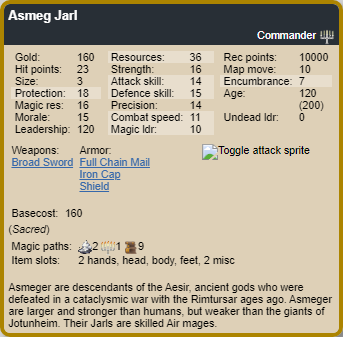 Asmeg Jarl
Commander
Gold: 160 Resources: 36 Rec points: 10000
Hit points: 23 Strength: 16 Map move: 10
Size: 3 Attack skill: 14 Encumbrance: 7
Protection: 18 Defence skill: 15 Age: 120
Magic res: 16 Precision: 14 (200)
Morale: 15 Combat speed: 11 Undead ldr: 0
Leadership: 120 Magic ldr: 10
Weapons: Armor: Toggle attack sprite
Broad Sword Full Chain Mail
Iron Cap
Shield
Basecost: 160
(Sacred)
Magic paths: 2 1 9
Item slots: 2 hands, head, body, feet, 2 misc
Asmeger are descendants of the Aesir, ancient gods who were
defeated in a cataclysmic war with the Rimtursar ages ago. Asmeger
are larger and stronger than humans, but weaker than the giants of
Jotunheim. Their Jarls are skilled Air mages.